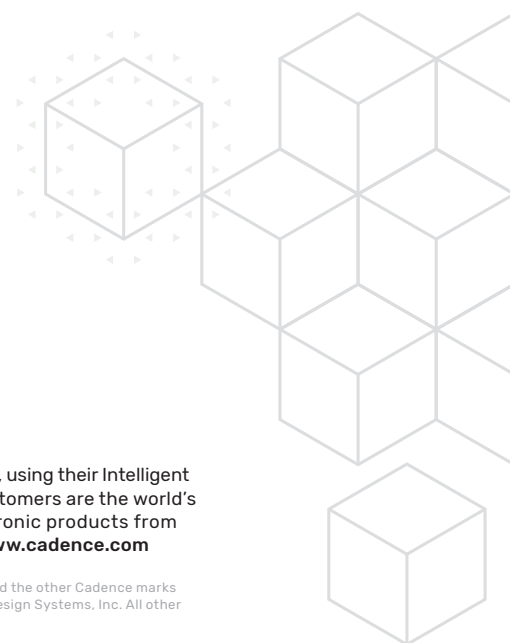 , using their Intelligent
tomers are the world's
ronic products from
ww.cadence.com
d the other Cadence marks
esign Systems, Inc. All other